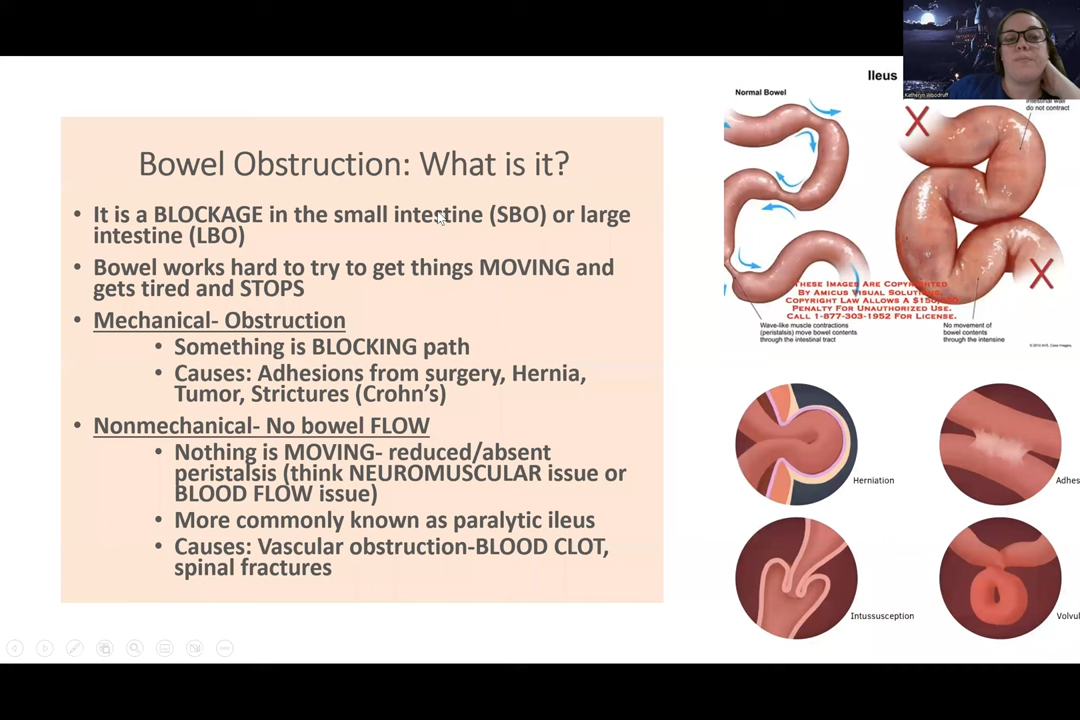 Bowel Obstruction: What is it?
• It is a BLOCKAGE in the small intestine (SBO) or large
intestine (LBO)
• Bowel works hard to try to get things MOVING and
gets tired and STOPS
• Mechanical- Obstruction
• Something is BLOCKING path
• Causes: Adhesions from surgery, Hernia,
Tumor, Strictures (Crohn's)
• Nonmechanical- No bowel FLOW
• Nothing is MOVING- reduced/absent
peristalsis (think NEUROMUSCULAR issue or
BLOOD FLOW issue)
• More commonly known as paralytic ileus
• Causes: Vascular obstruction-BLOOD CLOT,
spinal fractures
Katheryn Woodruff
Ileus
Normal Bowel
intestinal wall
do not contract
THESE IMAGES ARE COPYRIGHTED
BY AMICUS VISUAL SOLUTIONS.
COPYRIGHT LAW ALLOWS A $150,000
PENALTY FOR UNAUTHORIZED USE.
CALL 1-877-303-1952 FOR LICENSE.
Wave-like muscle contractions
(peristalsis) move bowel contents
through the intestinal tract
No movement of
bowel contents
through the intensine
Herniation
Adhes
Intussusception
Volvul